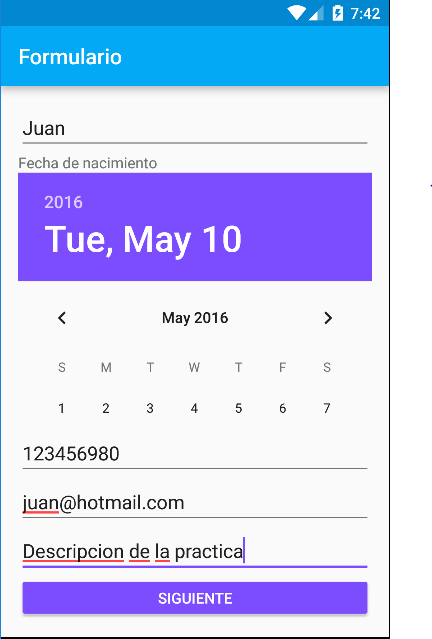 7:42
Formulario
Juan
Fecha de nacimiento
2016
Tue, May 10
May 2016
S M T W T F S
1 2 3 4 5 6 7
123456980
juan@hotmail.com
Descripcion de la practica
SIGUIENTE